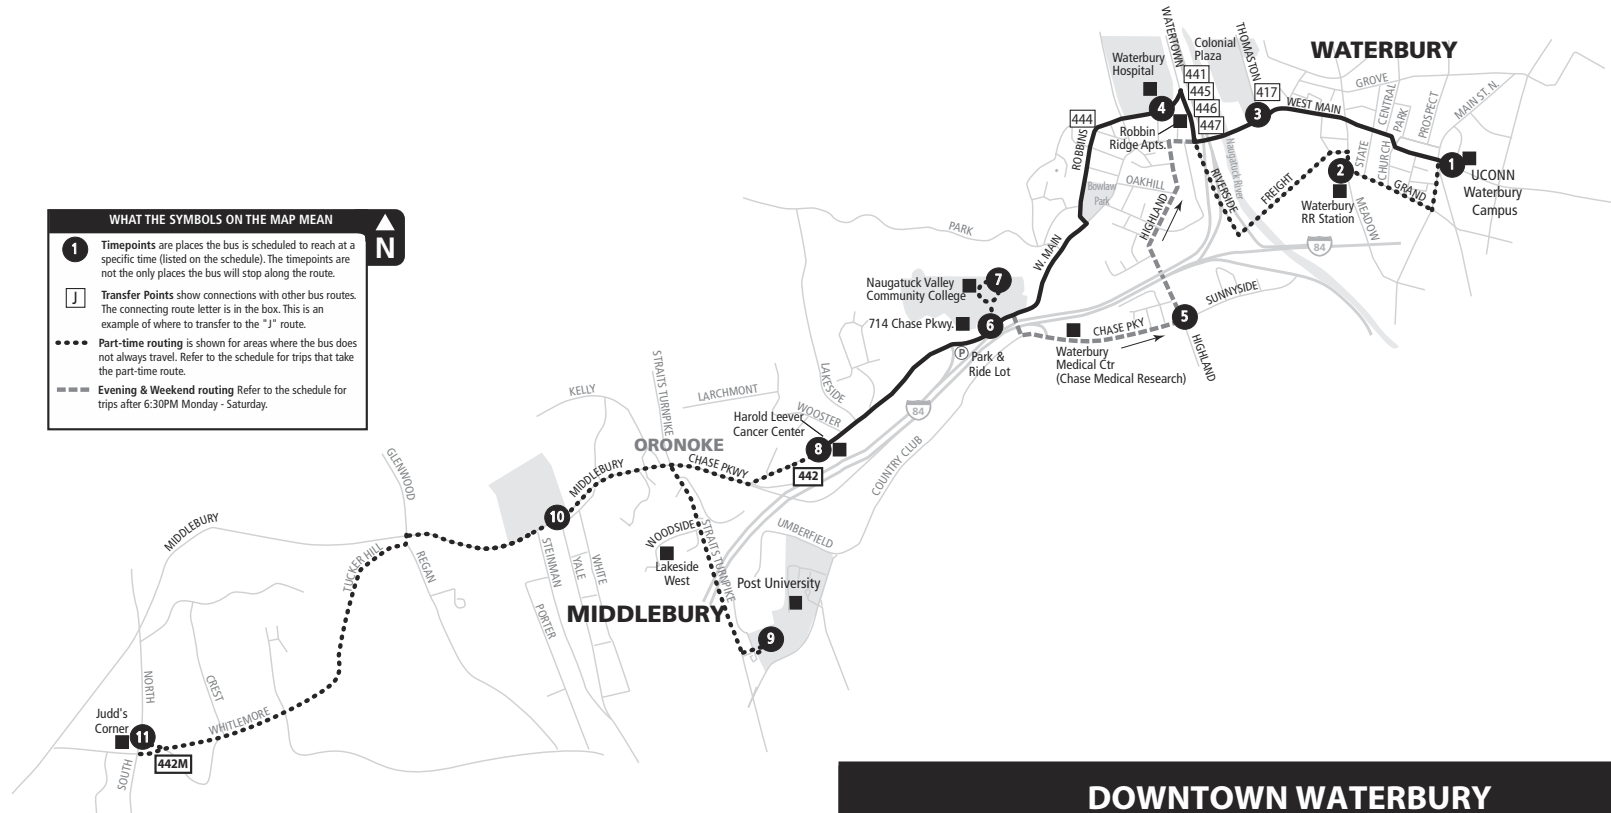 WATERTOWN
Colonial
Plaza
THOMASTON
WATERBURY
Waterbury
Hospital
441
445
446
447
417
444
4
3
GROVE
WEST MAIN
CENTRAL
PARK
PROSPECT
MAIN ST. N.
Robbin
Ridge Apts.
ROBBINS
Naugatuck River
STATE
CHURCH
1
2
UCONN
Waterbury
Campus
OAKHILL
Bowlaw
Park
RIVERSIDE
FREIGHT
GRAND
Waterbury
RR Station
MEADOW
HIGHLAND
84
PARK
W. MAIN
WHAT THE SYMBOLS ON THE MAP MEAN
N
1
Timepoints are places the bus is scheduled to reach at a
specific time (listed on the schedule). The timepoints are
not the only places the bus will stop along the route.
J
Transfer Points show connections with other bus routes.
The connecting route letter is in the box. This is an
example of where to transfer to the "J" route.
Part-time routing is shown for areas where the bus does
not always travel. Refer to the schedule for trips that take
the part-time route.
Evening & Weekend routing Refer to the schedule for
trips after 6:30PM Monday - Saturday.
Naugatuck Valley
Community College
7
714 Chase Pkwy.
6
SUNNYSIDE
5
CHASE PKY
HIGHLAND
P
Park &
Ride Lot
Waterbury
Medical Ctr
(Chase Medical Research)
STRAITS TURNPIKE
LAKESIDE
KELLY
LARCHMONT
WOOSTER
84
Harold Leever
Cancer Center
8
ORONOKE
COUNTRY CLUB
GLENWOOD
MIDDLEBURY
CHASE PKWY
442
10
MIDDLEBURY
WOODSIDE
STRAITS TURNPIKE
UMBERFIELD
TUCKER HILL
REGAN
STEINMAN
YALE
WHITE
Lakeside
West
Post University
PORTER
MIDDLEBURY
9
NORTH
CREST
WHITLEMORE
Judd's
Corner
11
442M
SOUTH
DOWNTOWN WATERBURY